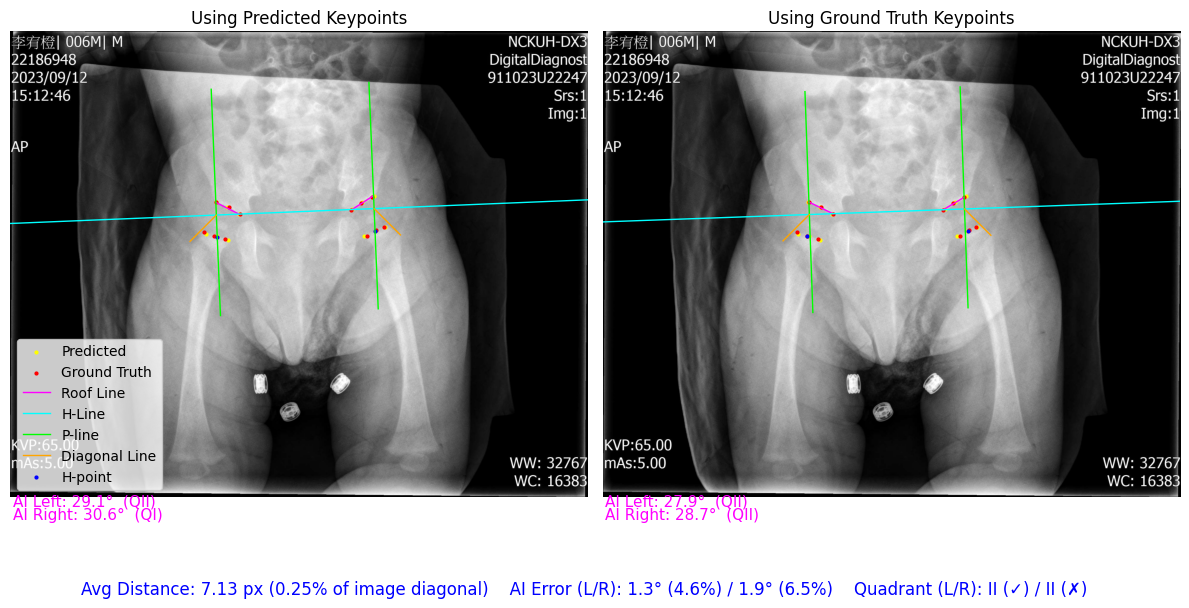 Using Predicted Keypoints
李宥橙| 006M| M
22186948
2023/09/12
15:12:46
AP
NCKUH-DX3
DigitalDiagnost
911023U22247
Srs:1
Img:1
Predicted
Ground Truth
Roof Line
H-Line
P-line
Diagonal Line
H-point
KVP:65.00
mAs:5.00
WW: 32767
WC: 16383
AI Left: 29.1° (QII)
AI Right: 30.6° (QI)
Using Ground Truth Keypoints
李宥橙| 006M| M
22186948
2023/09/12
15:12:46
AP
NCKUH-DX3
DigitalDiagnost
911023U22247
Srs:1
Img:1
KVP:65.00
mAs:5.00
WW: 32767
WC: 16383
AI Left: 27.9° (QII)
AI Right: 28.7° (QII)
Avg Distance: 7.13 px (0.25% of image diagonal) AI Error (L/R): 1.3° (4.6%) / 1.9° (6.5%) Quadrant (L/R): II (✓) / II (✗)